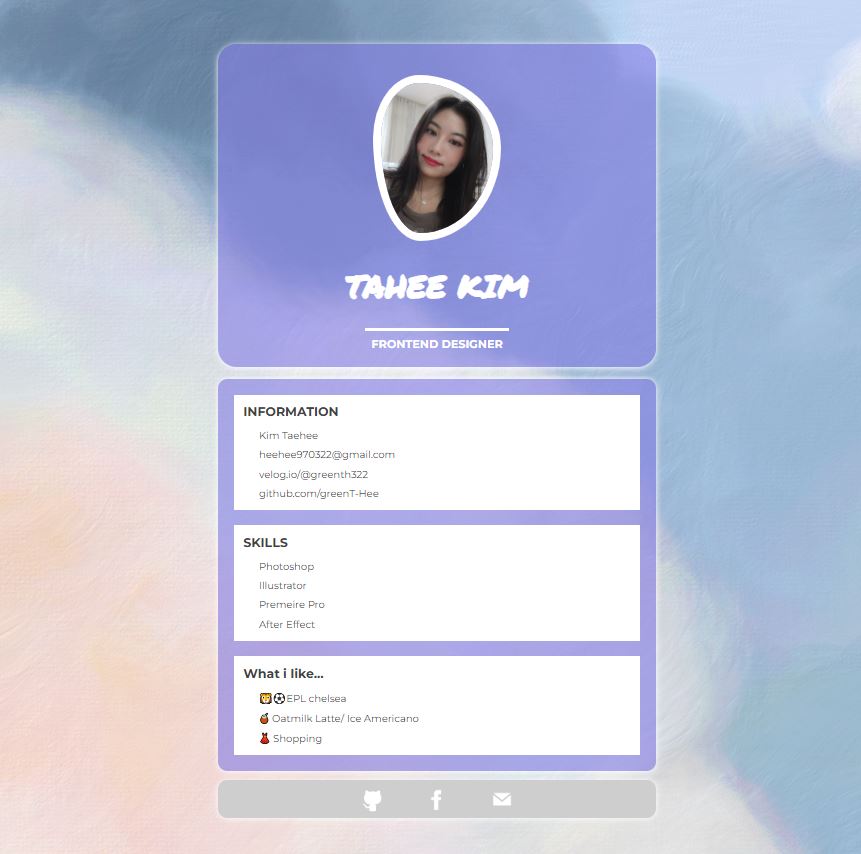 TAHEE KIM
FRONTEND DESIGNER
INFORMATION
Kim Taehee
heehee970322@gmail.com
velog.io/@greenth322
github.com/greenT-Hee
SKILLS
Photoshop
Illustrator
Premeire Pro
After Effect
What i like...
🦁⚽EPL chelsea
Oatmilk Latte/ Ice Americano
Shopping